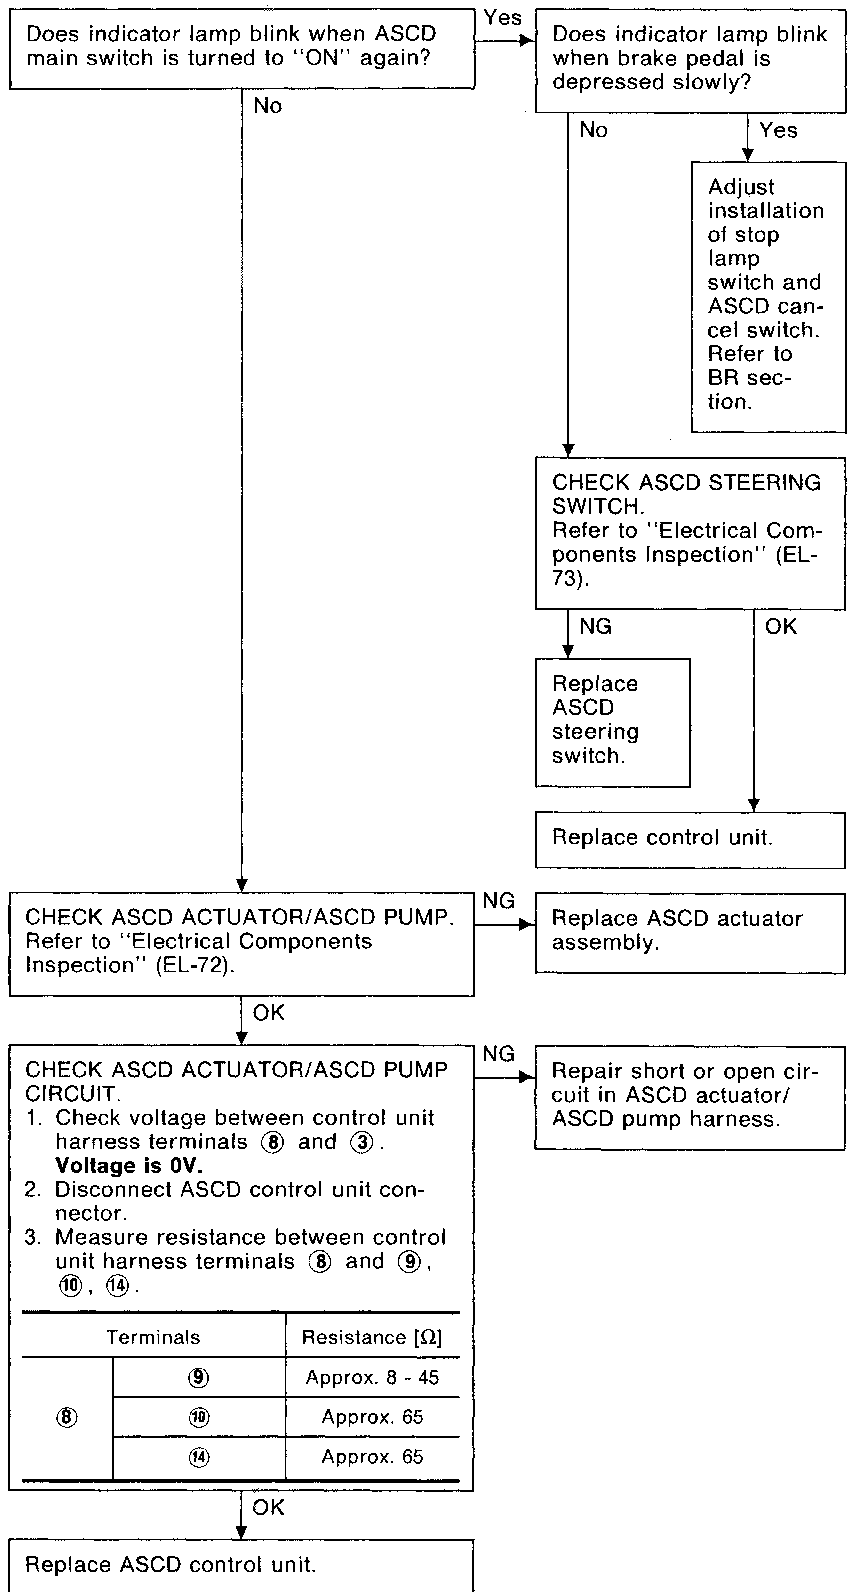 Does indicator lamp blink when ASCD
main switch is turned to "ON" again?
Yes
Does indicator lamp blink
when brake pedal is
depressed slowly?
No
No
Yes
Adjust
installation
of stop
lamp
switch and
ASCD can-
cel switch.
Refer to
BR sec-
tion.
CHECK ASCD STEERING
SWITCH.
Refer to "Electrical Com-
ponents Inspection" (EL-
73).
NG
OK
Replace
ASCD
steering
switch.
Replace control unit.
CHECK ASCD ACTUATOR/ASCD PUMP.
Refer to "Electrical Components
Inspection" (EL-72).
NG
Replace ASCD actuator
assembly.
OK
CHECK ASCD ACTUATOR/ASCD PUMP
CIRCUIT.
1. Check voltage between control unit
harness terminals ⑧ and ③.
Voltage is 0V.
2. Disconnect ASCD control unit con-
nector.
3. Measure resistance between control
unit harness terminals ⑧ and ⑨,
⑩, ⑭.
Terminals Resistance [Ω]
⑨ Approx. 8 - 45
⑧ ⑩ Approx. 65
⑭ Approx. 65
NG
Repair short or open cir-
cuit in ASCD actuator/
ASCD pump harness.
OK
Replace ASCD control unit.